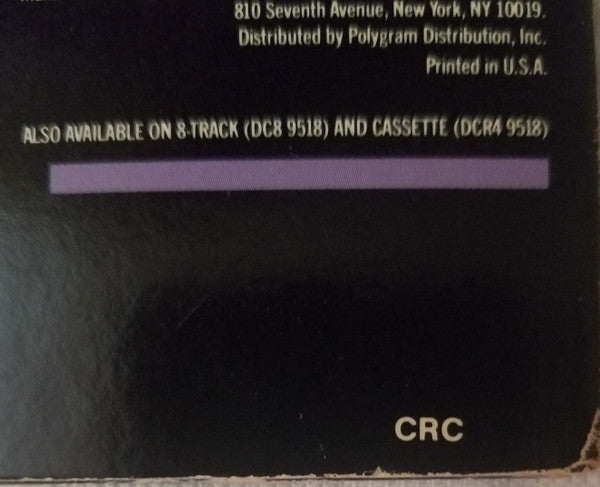 810 Seventh Avenue, New York, NY 10019.
Distributed by Polygram Distribution, Inc.
Printed in U.S.A.
ALSO AVAILABLE ON 8-TRACK (DC8 9518) AND CASSETTE (DCR4 9518)
CRC